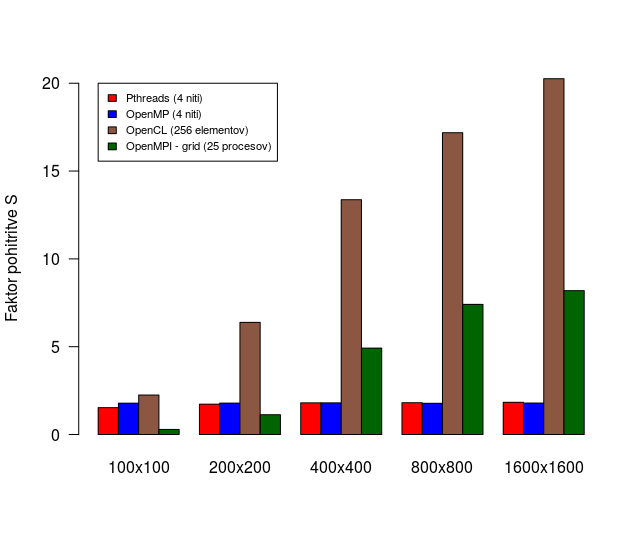 Faktor pohitritve S
20
15
10
5
0
Pthreads (4 niti)
OpenMP (4 niti)
OpenCL (256 elementov)
OpenMPI - grid (25 procesov)
100x100
200x200
400x400
800x800
1600x1600